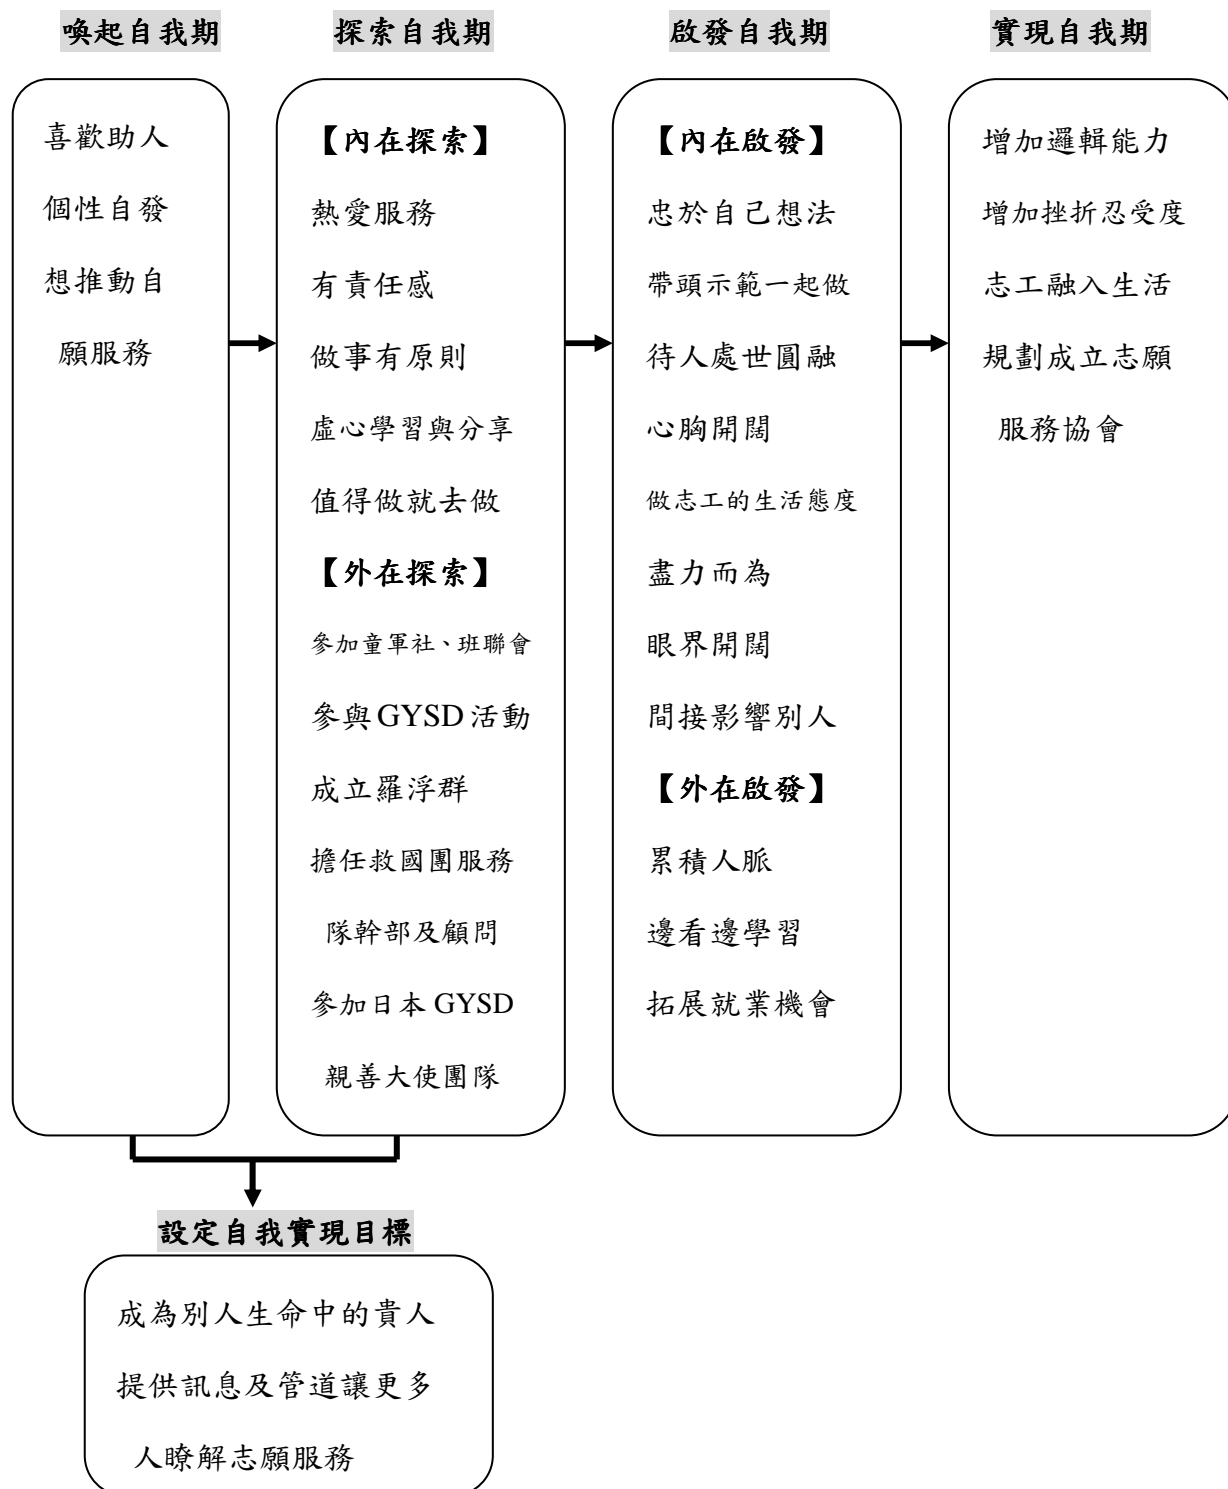 喚起自我期
喜歡助人
個性自發
想推動自
願服務
探索自我期
【內在探索】
熱愛服務
有責任感
做事有原則
虛心學習與分享
值得做就去做
【外在探索】
參加童軍社、班聯會
參與 GYSD 活動
成立羅浮群
擔任救國團服務
隊幹部及顧問
參加日本 GYSD
親善大使團隊
啟發自我期
【內在啟發】
忠於自己想法
帶頭示範一起做
待人處世圓融
心胸開闊
做志工的生活態度
盡力而為
眼界開闊
間接影響別人
【外在啟發】
累積人脈
邊看邊學習
拓展就業機會
實現自我期
增加邏輯能力
增加挫折忍受度
志工融入生活
規劃成立志願
服務協會
設定自我實現目標
成為別人生命中的貴人
提供訊息及管道讓更多
人瞭解志願服務